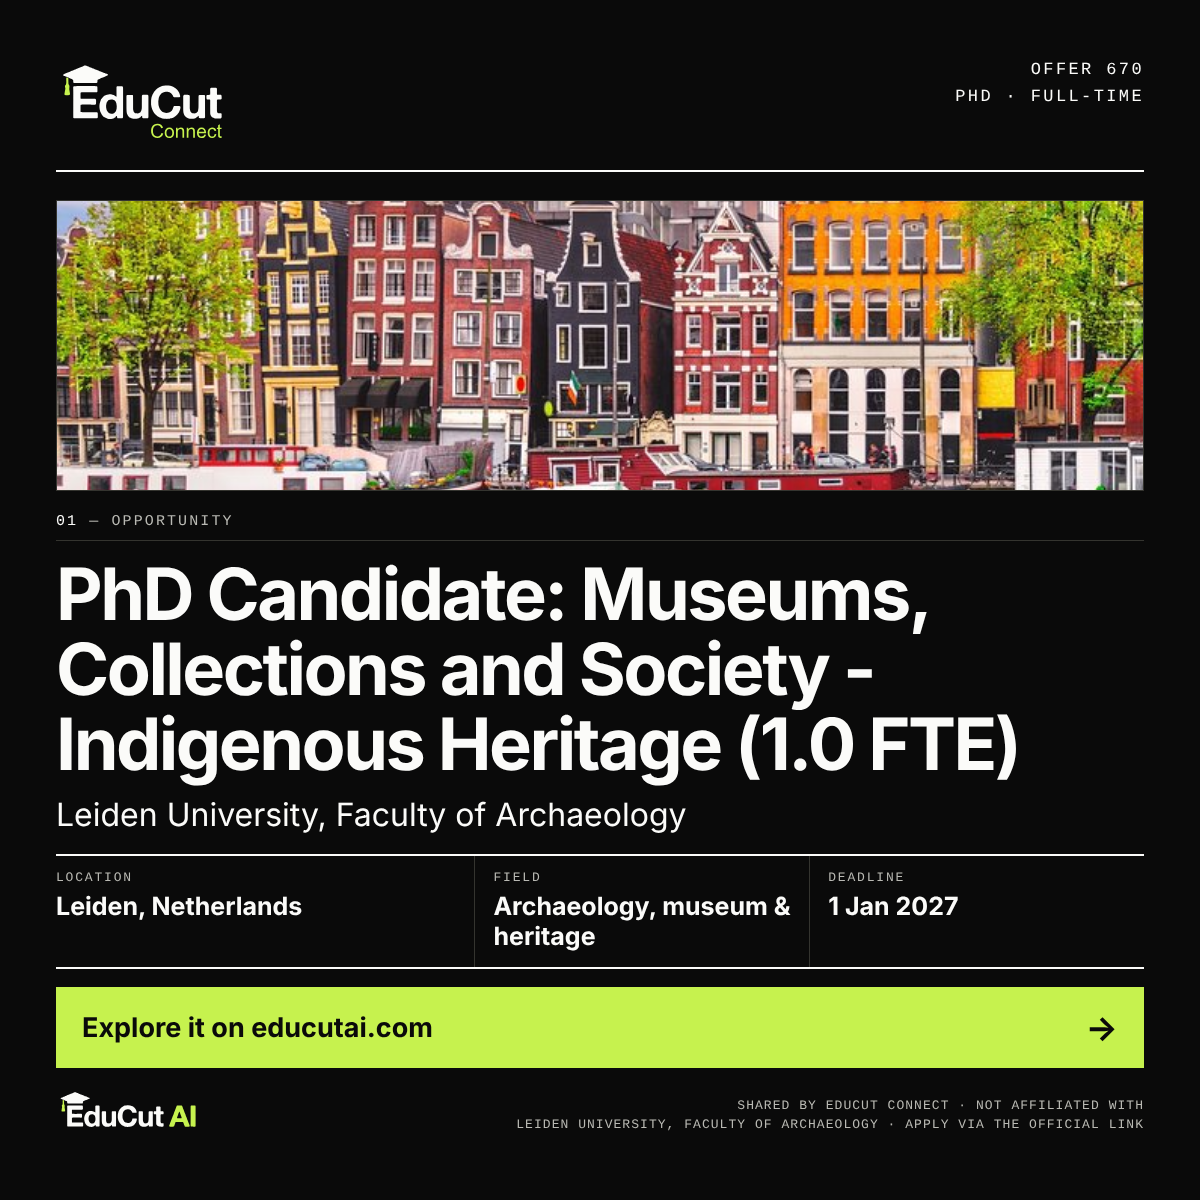 EduCut
Connect
OFFER 670
PHD · FULL-TIME
01 — OPPORTUNITY
PhD Candidate: Museums,
Collections and Society -
Indigenous Heritage (1.0 FTE)
Leiden University, Faculty of Archaeology
LOCATION
Leiden, Netherlands
FIELD
Archaeology, museum &
heritage
DEADLINE
1 Jan 2027
Explore it on educutai.com →
EduCut AI
SHARED BY EDUCUT CONNECT · NOT AFFILIATED WITH
LEIDEN UNIVERSITY, FACULTY OF ARCHAEOLOGY · APPLY VIA THE OFFICIAL LINK